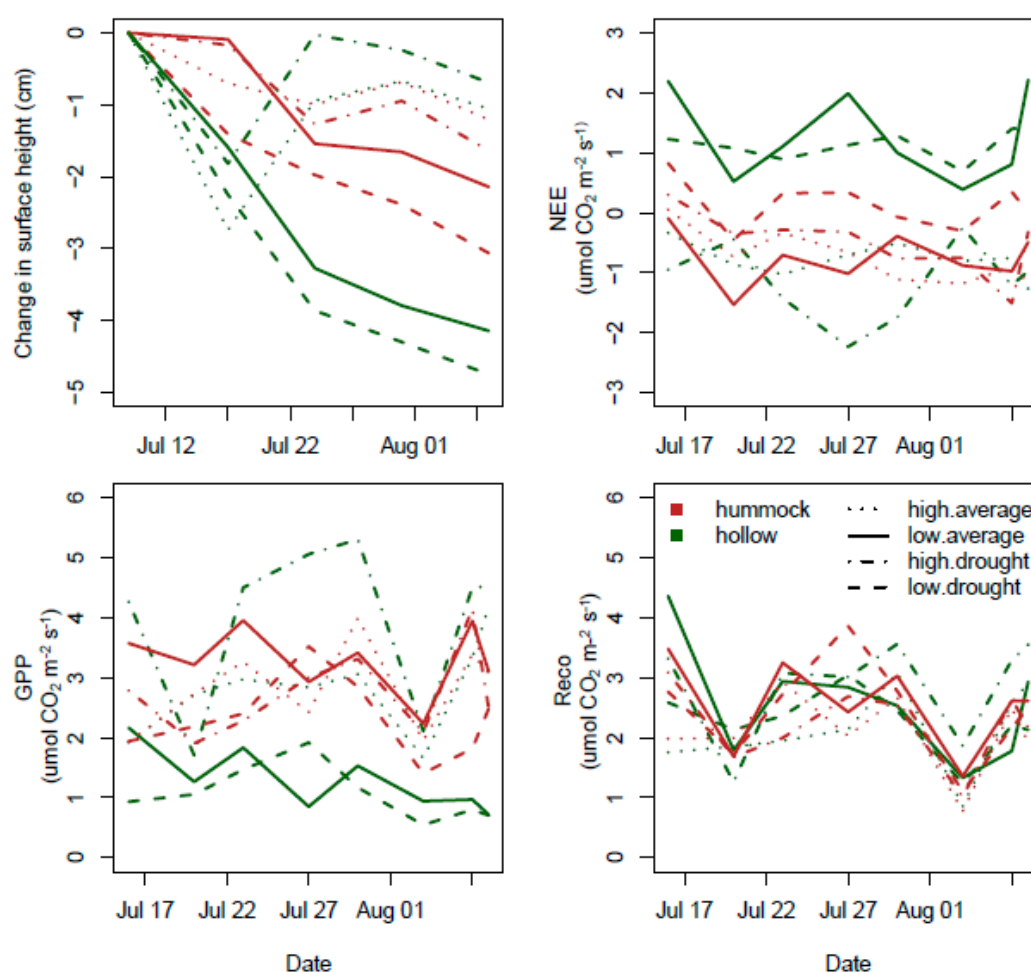 Change in surface height (cm)
0
−1
−2
−3
−4
−5
Jul 12
Jul 22
Aug 01
NEE
(umol CO₂ m⁻² s⁻¹)
3
2
1
0
−1
−2
−3
Jul 17
Jul 22
Jul 27
Aug 01
GPP
(umol CO₂ m⁻² s⁻¹)
6
5
4
3
2
1
0
Jul 17
Jul 22
Jul 27
Aug 01
Date
Reco
(umol CO₂ m-² s⁻¹)
6
5
4
3
2
1
0
hummock
hollow
high.average
low.average
high.drought
low.drought
Jul 17
Jul 22
Jul 27
Aug 01
Date